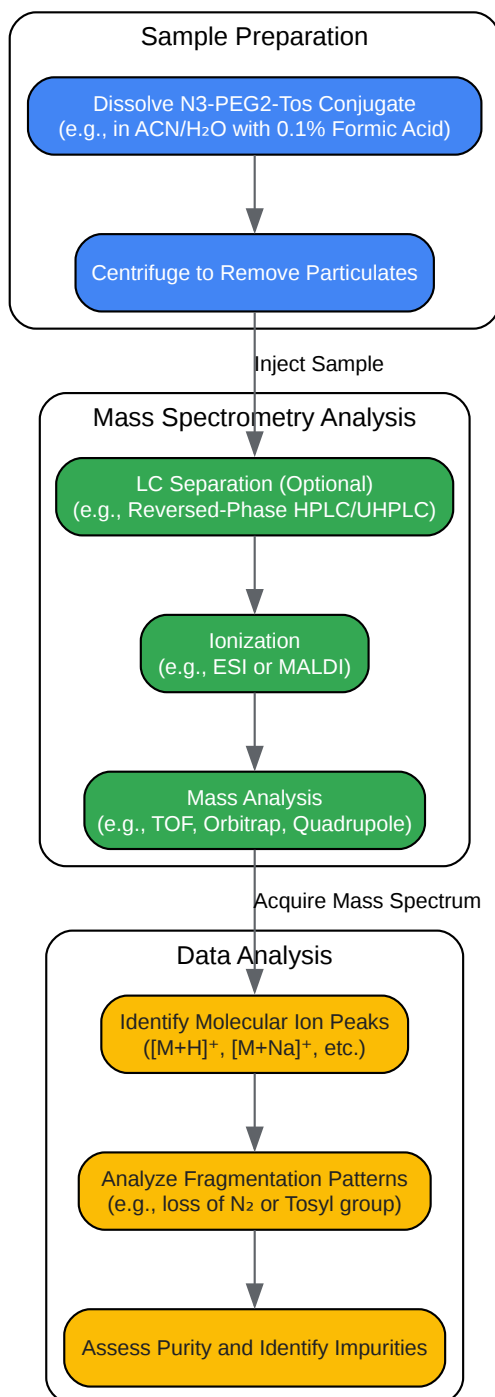 Sample Preparation
Dissolve N3-PEG2-Tos Conjugate
(e.g., in ACN/H₂O with 0.1% Formic Acid)
Centrifuge to Remove Particulates
Inject Sample
Mass Spectrometry Analysis
LC Separation (Optional)
(e.g., Reversed-Phase HPLC/UHPLC)
Ionization
(e.g., ESI or MALDI)
Mass Analysis
(e.g., TOF, Orbitrap, Quadrupole)
Acquire Mass Spectrum
Data Analysis
Identify Molecular Ion Peaks
([M+H]⁺, [M+Na]⁺, etc.)
Analyze Fragmentation Patterns
(e.g., loss of N₂ or Tosyl group)
Assess Purity and Identify Impurities